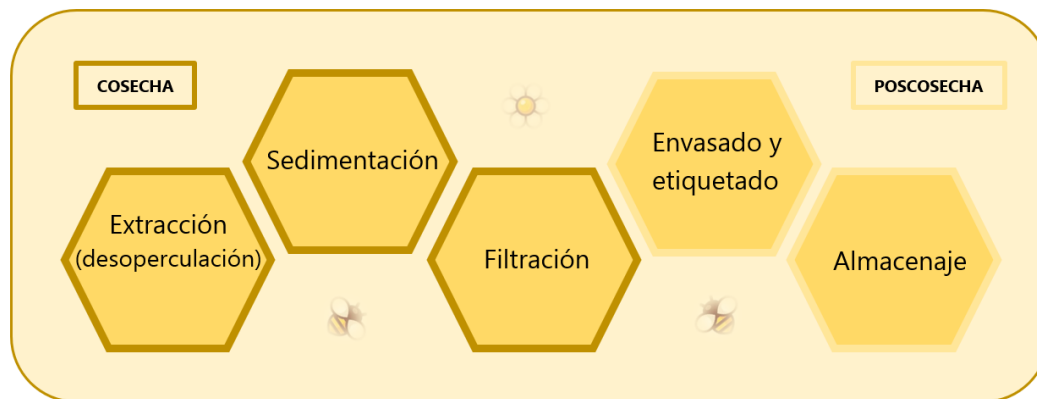 COSECHA
POSCOSECHA
Extracción
(desoperculación)
Sedimentación
Filtración
Envasado y
etiquetado
Almacenaje